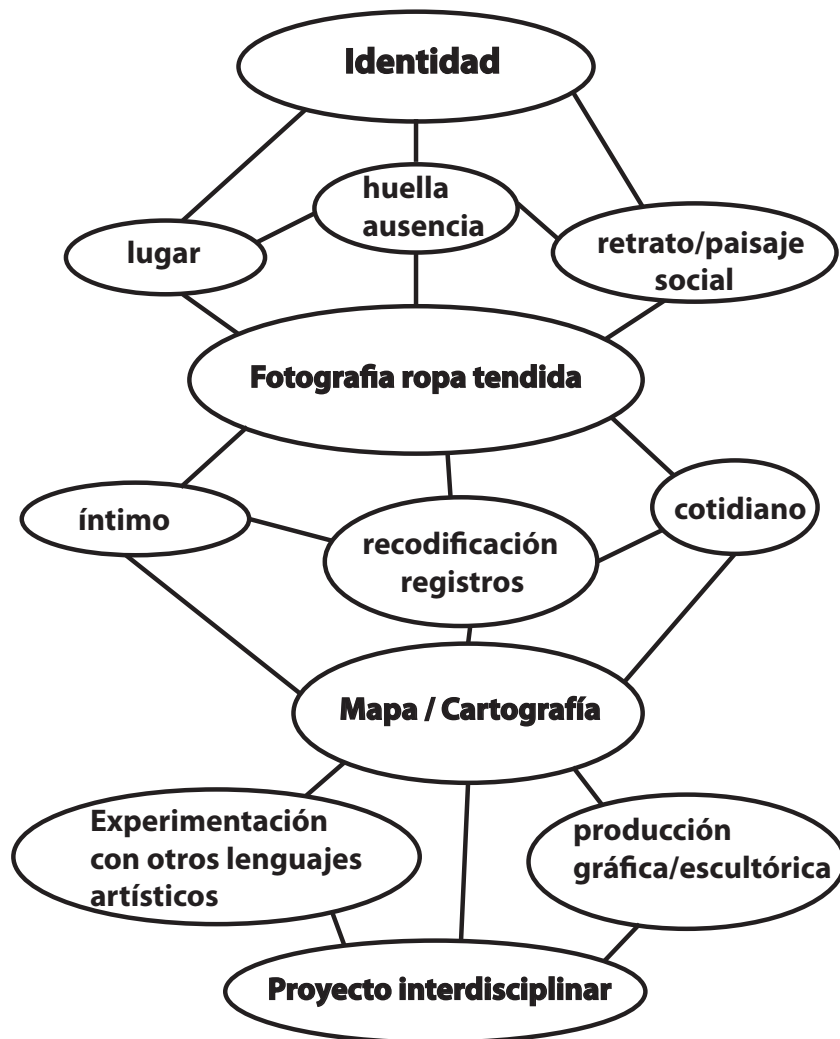 Identidad
huella
ausencia
lugar
retrato/paisaje
social
Fotografia ropa tendida
íntimo
cotidiano
recodificación
registros
Mapa / Cartografía
Experimentación
con otros lenguajes
artísticos
producción
gráfica/escultórica
Proyecto interdisciplinar